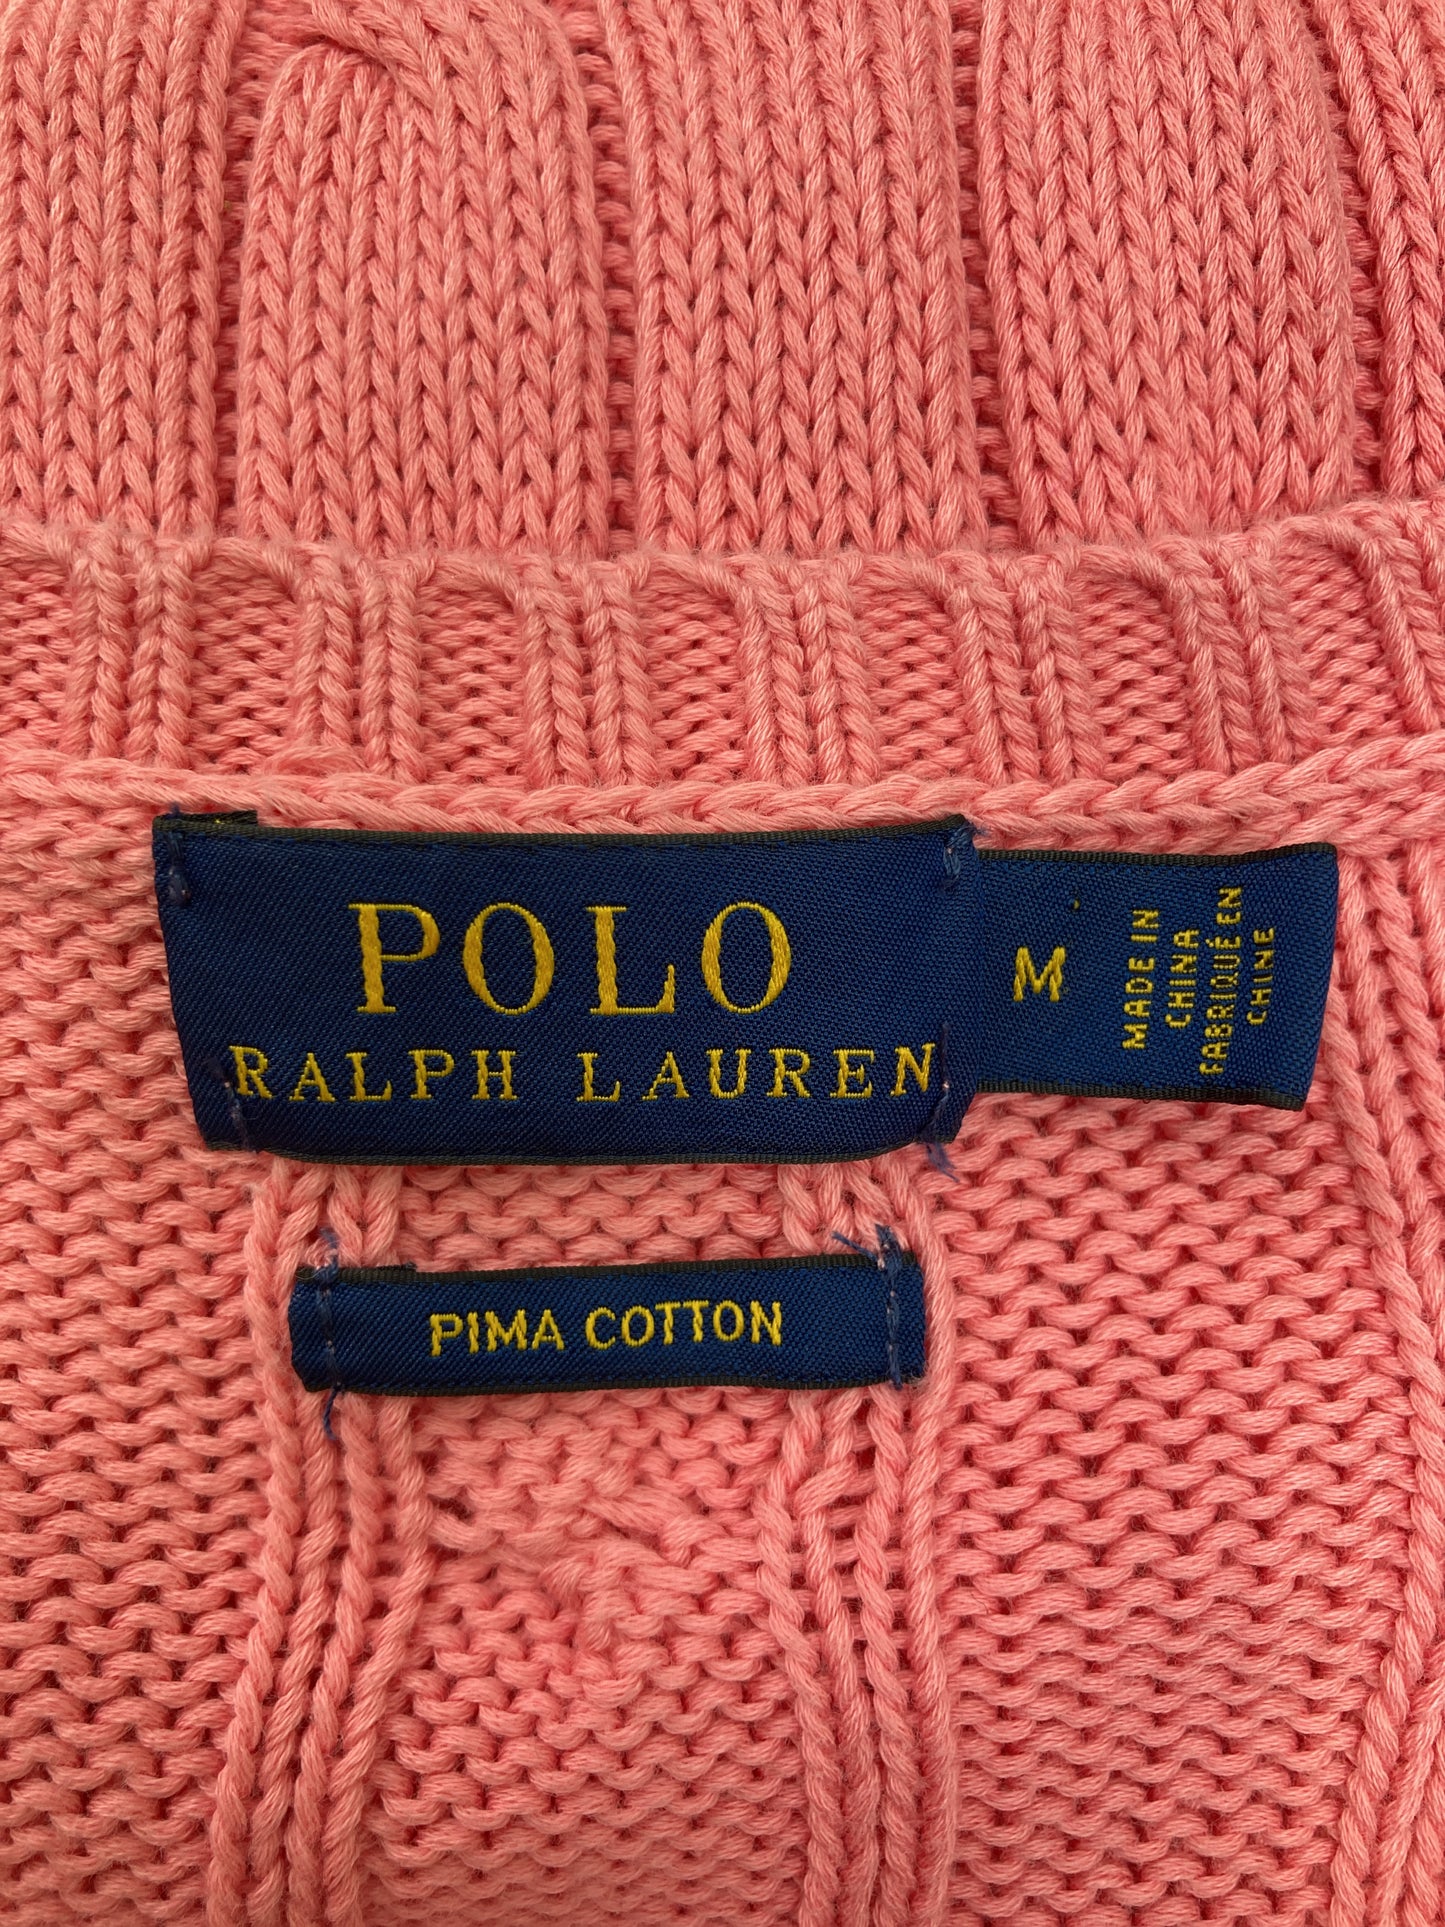 POLO
RALPH LAUREN
M
MADE IN
CHINA
FABRIQUÉ EN
CHINE
PIMA COTTON